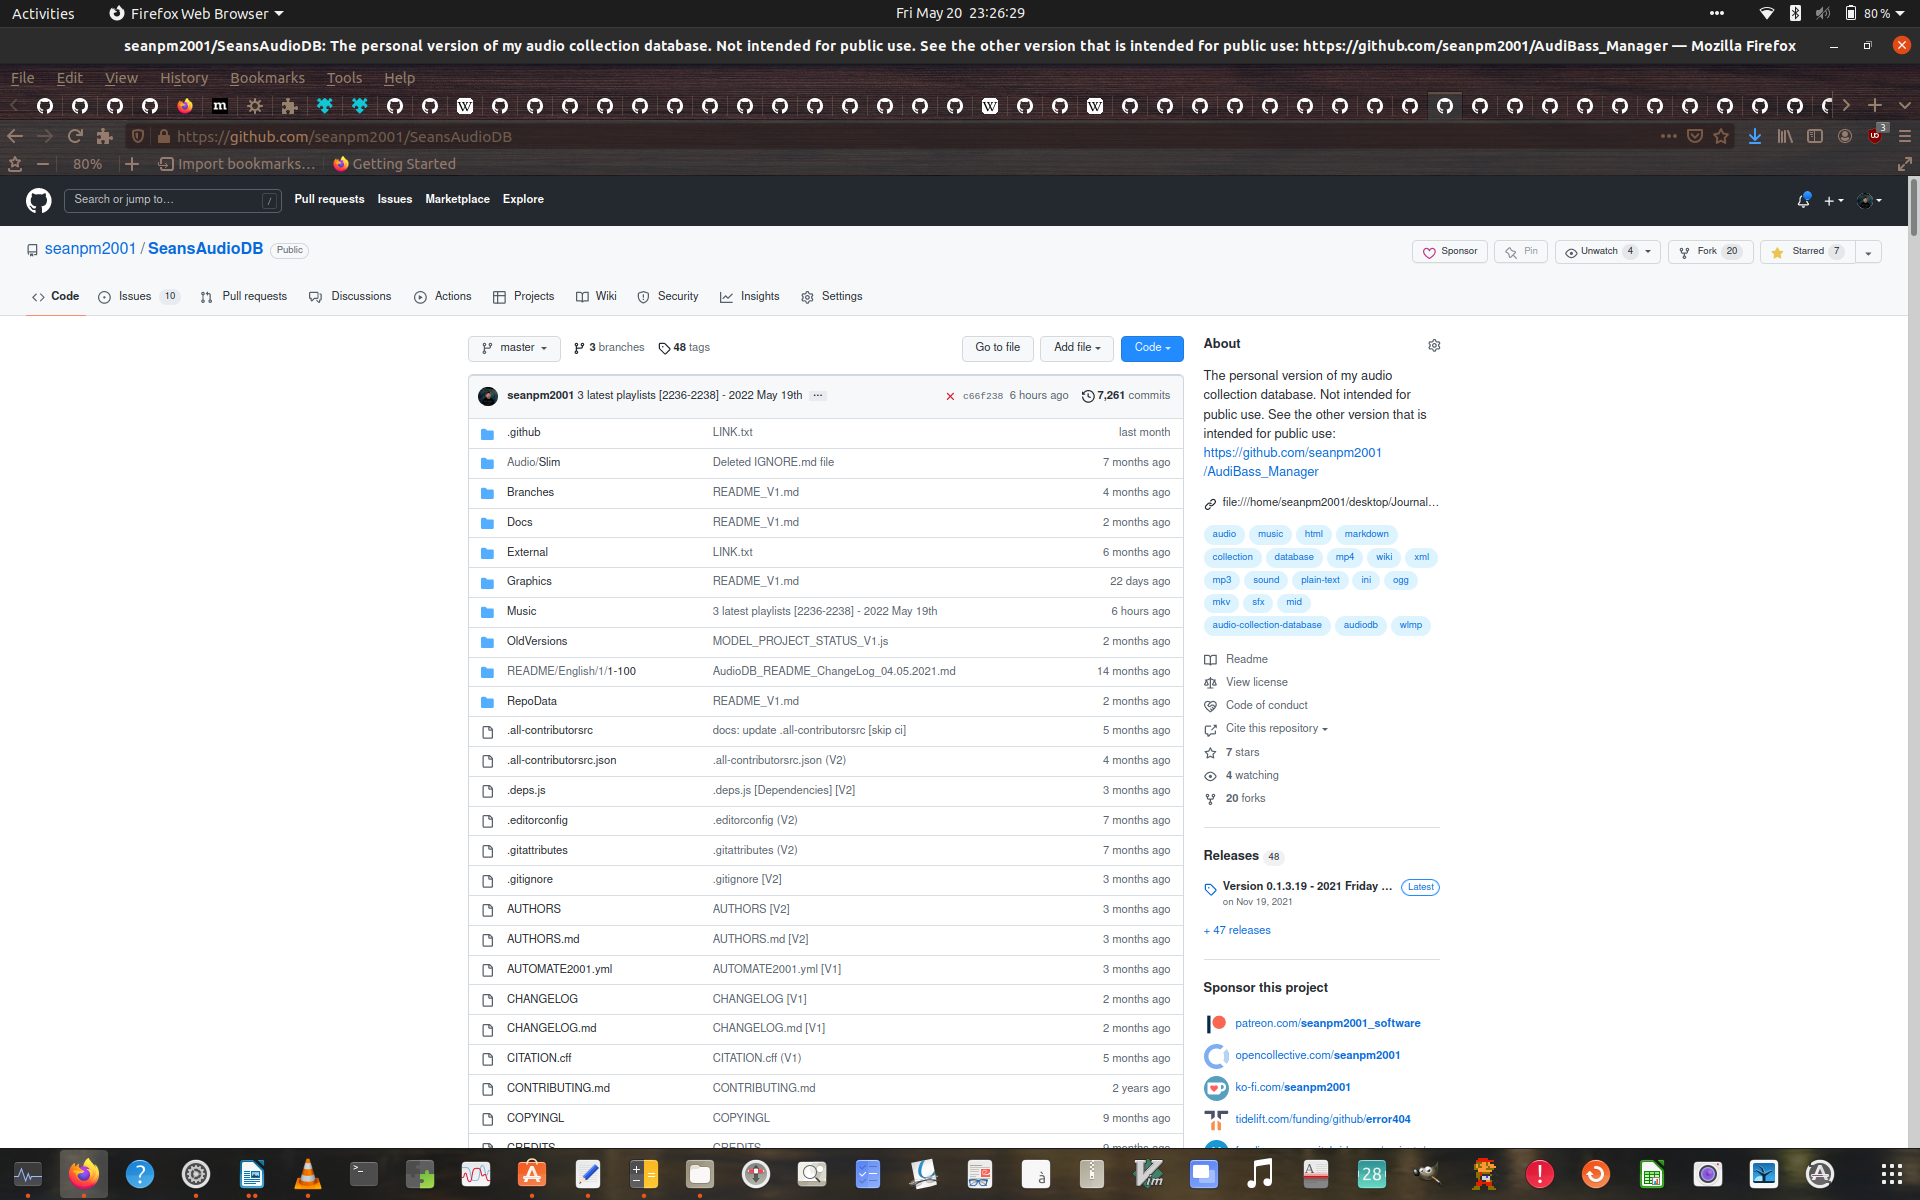 Activities
Firefox Web Browser
Fri May 20 23:26:29
80 %
seanpm2001/SeansAudioDB: The personal version of my audio collection database. Not intended for public use. See the other version that is intended for public use: https://github.com/seanpm2001/AudiBass_Manager — Mozilla Firefox
File Edit View History Bookmarks Tools Help
https://github.com/seanpm2001/SeansAudioDB
3
80%
Import bookmarks...
Getting Started
Search or jump to...
/
Pull requests Issues Marketplace Explore
seanpm2001 / SeansAudioDB Public
Sponsor
Pin
Unwatch 4
Fork 20
Starred 7
Code
Issues 10
Pull requests
Discussions
Actions
Projects
Wiki
Security
Insights
Settings
master
3 branches
48 tags
Go to file
Add file
Code
seanpm2001 3 latest playlists [2236-2238] - 2022 May 19th ...
c66f238 6 hours ago 7,261 commits
.github LINK.txt last month
Audio/Slim Deleted IGNORE.md file 7 months ago
Branches README_V1.md 4 months ago
Docs README_V1.md 2 months ago
External LINK.txt 6 months ago
Graphics README_V1.md 22 days ago
Music 3 latest playlists [2236-2238] - 2022 May 19th 6 hours ago
OldVersions MODEL_PROJECT_STATUS_V1.js 2 months ago
README/English/1/1-100 AudioDB_README_ChangeLog_04.05.2021.md 14 months ago
RepoData README_V1.md 2 months ago
.all-contributorsrc docs: update .all-contributorsrc [skip ci] 5 months ago
.all-contributorsrc.json .all-contributorsrc.json (V2) 4 months ago
.deps.js .deps.js [Dependencies] [V2] 3 months ago
.editorconfig .editorconfig (V2) 7 months ago
.gitattributes .gitattributes (V2) 7 months ago
.gitignore .gitignore [V2] 3 months ago
AUTHORS AUTHORS [V2] 3 months ago
AUTHORS.md AUTHORS.md [V2] 3 months ago
AUTOMATE2001.yml AUTOMATE2001.yml [V1] 3 months ago
CHANGELOG CHANGELOG [V1] 2 months ago
CHANGELOG.md CHANGELOG.md [V1] 2 months ago
CITATION.cff CITATION.cff (V1) 5 months ago
CONTRIBUTING.md CONTRIBUTING.md 2 years ago
COPYINGL COPYINGL 9 months ago
CREDITS CREDITS 9 months ago
About
The personal version of my audio
collection database. Not intended for
public use. See the other version that is
intended for public use:
https://github.com/seanpm2001
/AudiBass_Manager
file:///home/seanpm2001/desktop/Journal...
audio music html markdown
collection database mp4 wiki xml
mp3 sound plain-text ini ogg
mkv sfx mid
audio-collection-database audiodb wlmp
Readme
View license
Code of conduct
Cite this repository
7 stars
4 watching
20 forks
Releases 48
Version 0.1.3.19 - 2021 Friday ... Latest
on Nov 19, 2021
+ 47 releases
Sponsor this project
patreon.com/seanpm2001_software
opencollective.com/seanpm2001
ko-fi.com/seanpm2001
tidelift.com/funding/github/error404
28